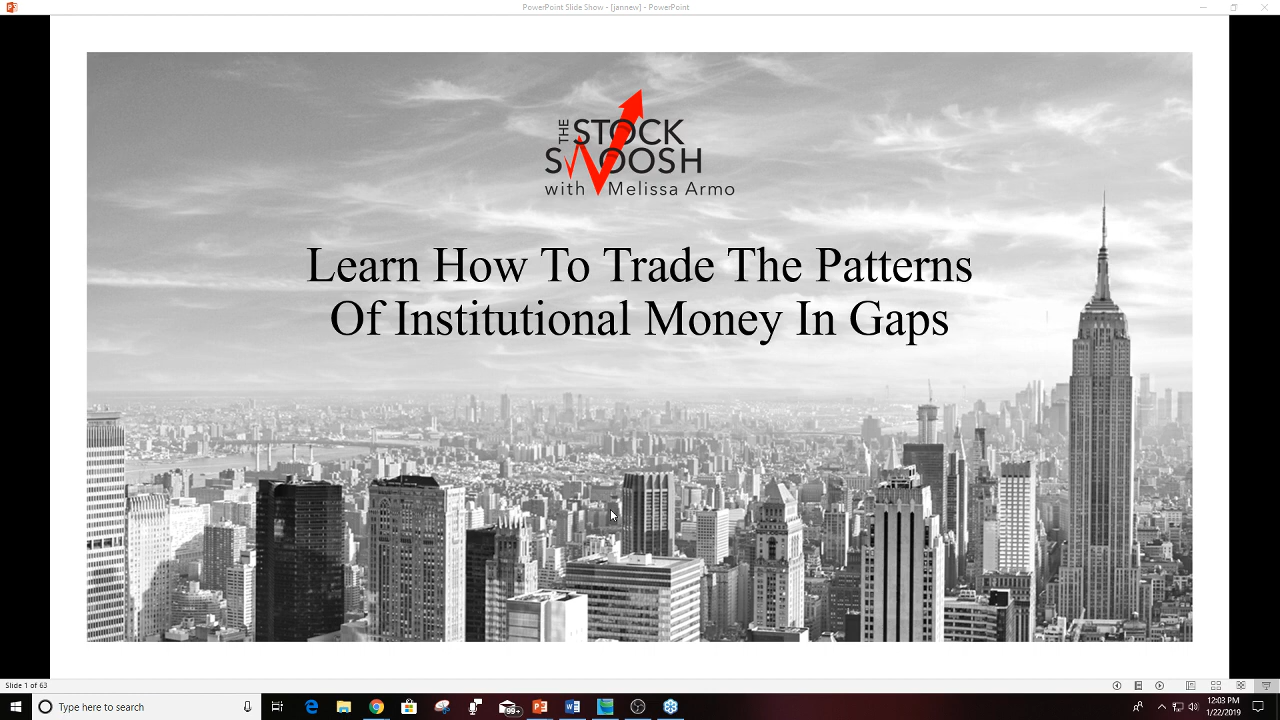 PowerPoint Slide Show - [jannew] - PowerPoint
THE STOCK
SWOOSH
with Melissa Armo
Learn How To Trade The Patterns
Of Institutional Money In Gaps
Slide 1 of 63
Type here to search
99+
12:03 PM
1/22/2019